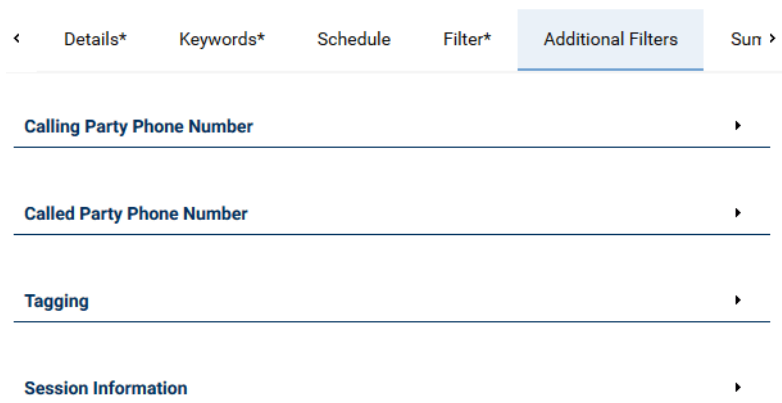 Details* Keywords* Schedule Filter* Additional Filters
Calling Party Phone Number
Called Party Phone Number
Tagging
Session Information